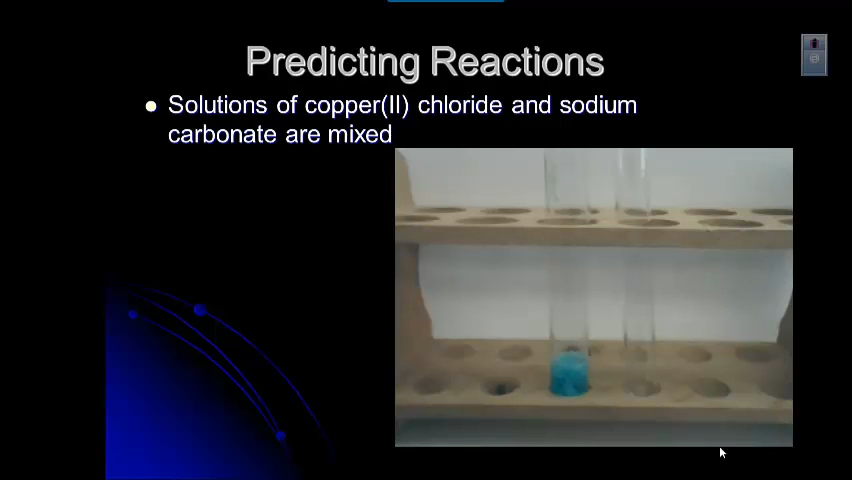 Predicting Reactions
Solutions of copper(II) chloride and sodium
carbonate are mixed